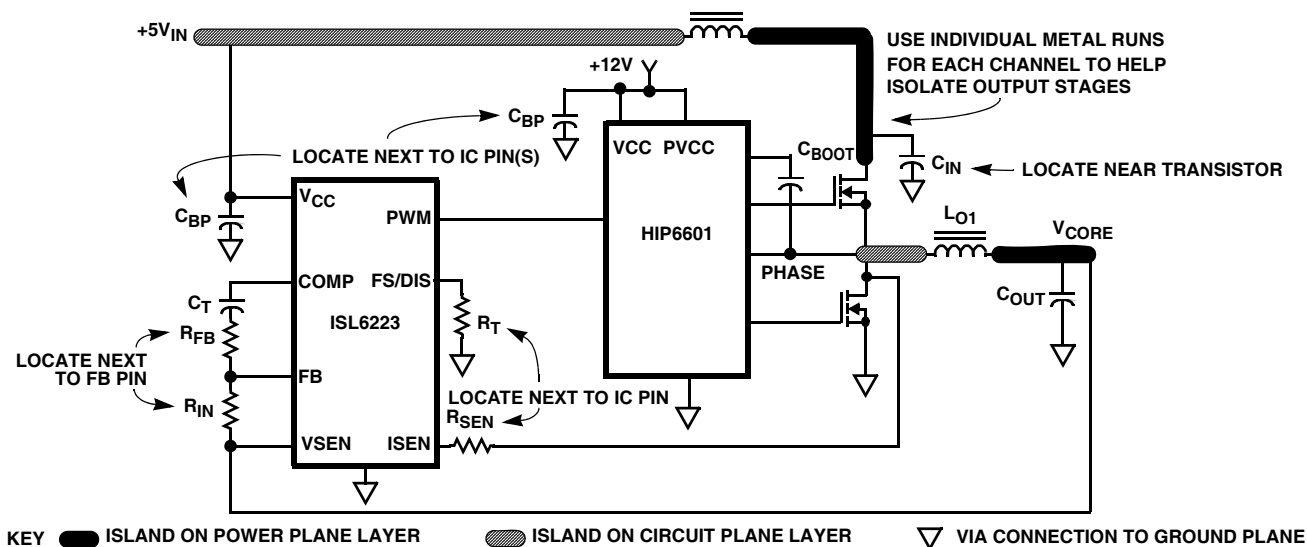 +5VIN
USE INDIVIDUAL METAL RUNS
FOR EACH CHANNEL TO HELP
ISOLATE OUTPUT STAGES
+12V
CBP
LOCATE NEXT TO IC PIN(S)
VCC PVCC
CBOOT
CIN
LOCATE NEAR TRANSISTOR
CBP
VCC
PWM
HIP6601
LO1
VCORE
PHASE
COMP
FS/DIS
CT
ISL6223
RT
COUT
RFB
LOCATE NEXT
TO FB PIN
FB
RIN
LOCATE NEXT TO IC PIN
RSEN
VSEN
ISEN
KEY
ISLAND ON POWER PLANE LAYER
ISLAND ON CIRCUIT PLANE LAYER
VIA CONNECTION TO GROUND PLANE